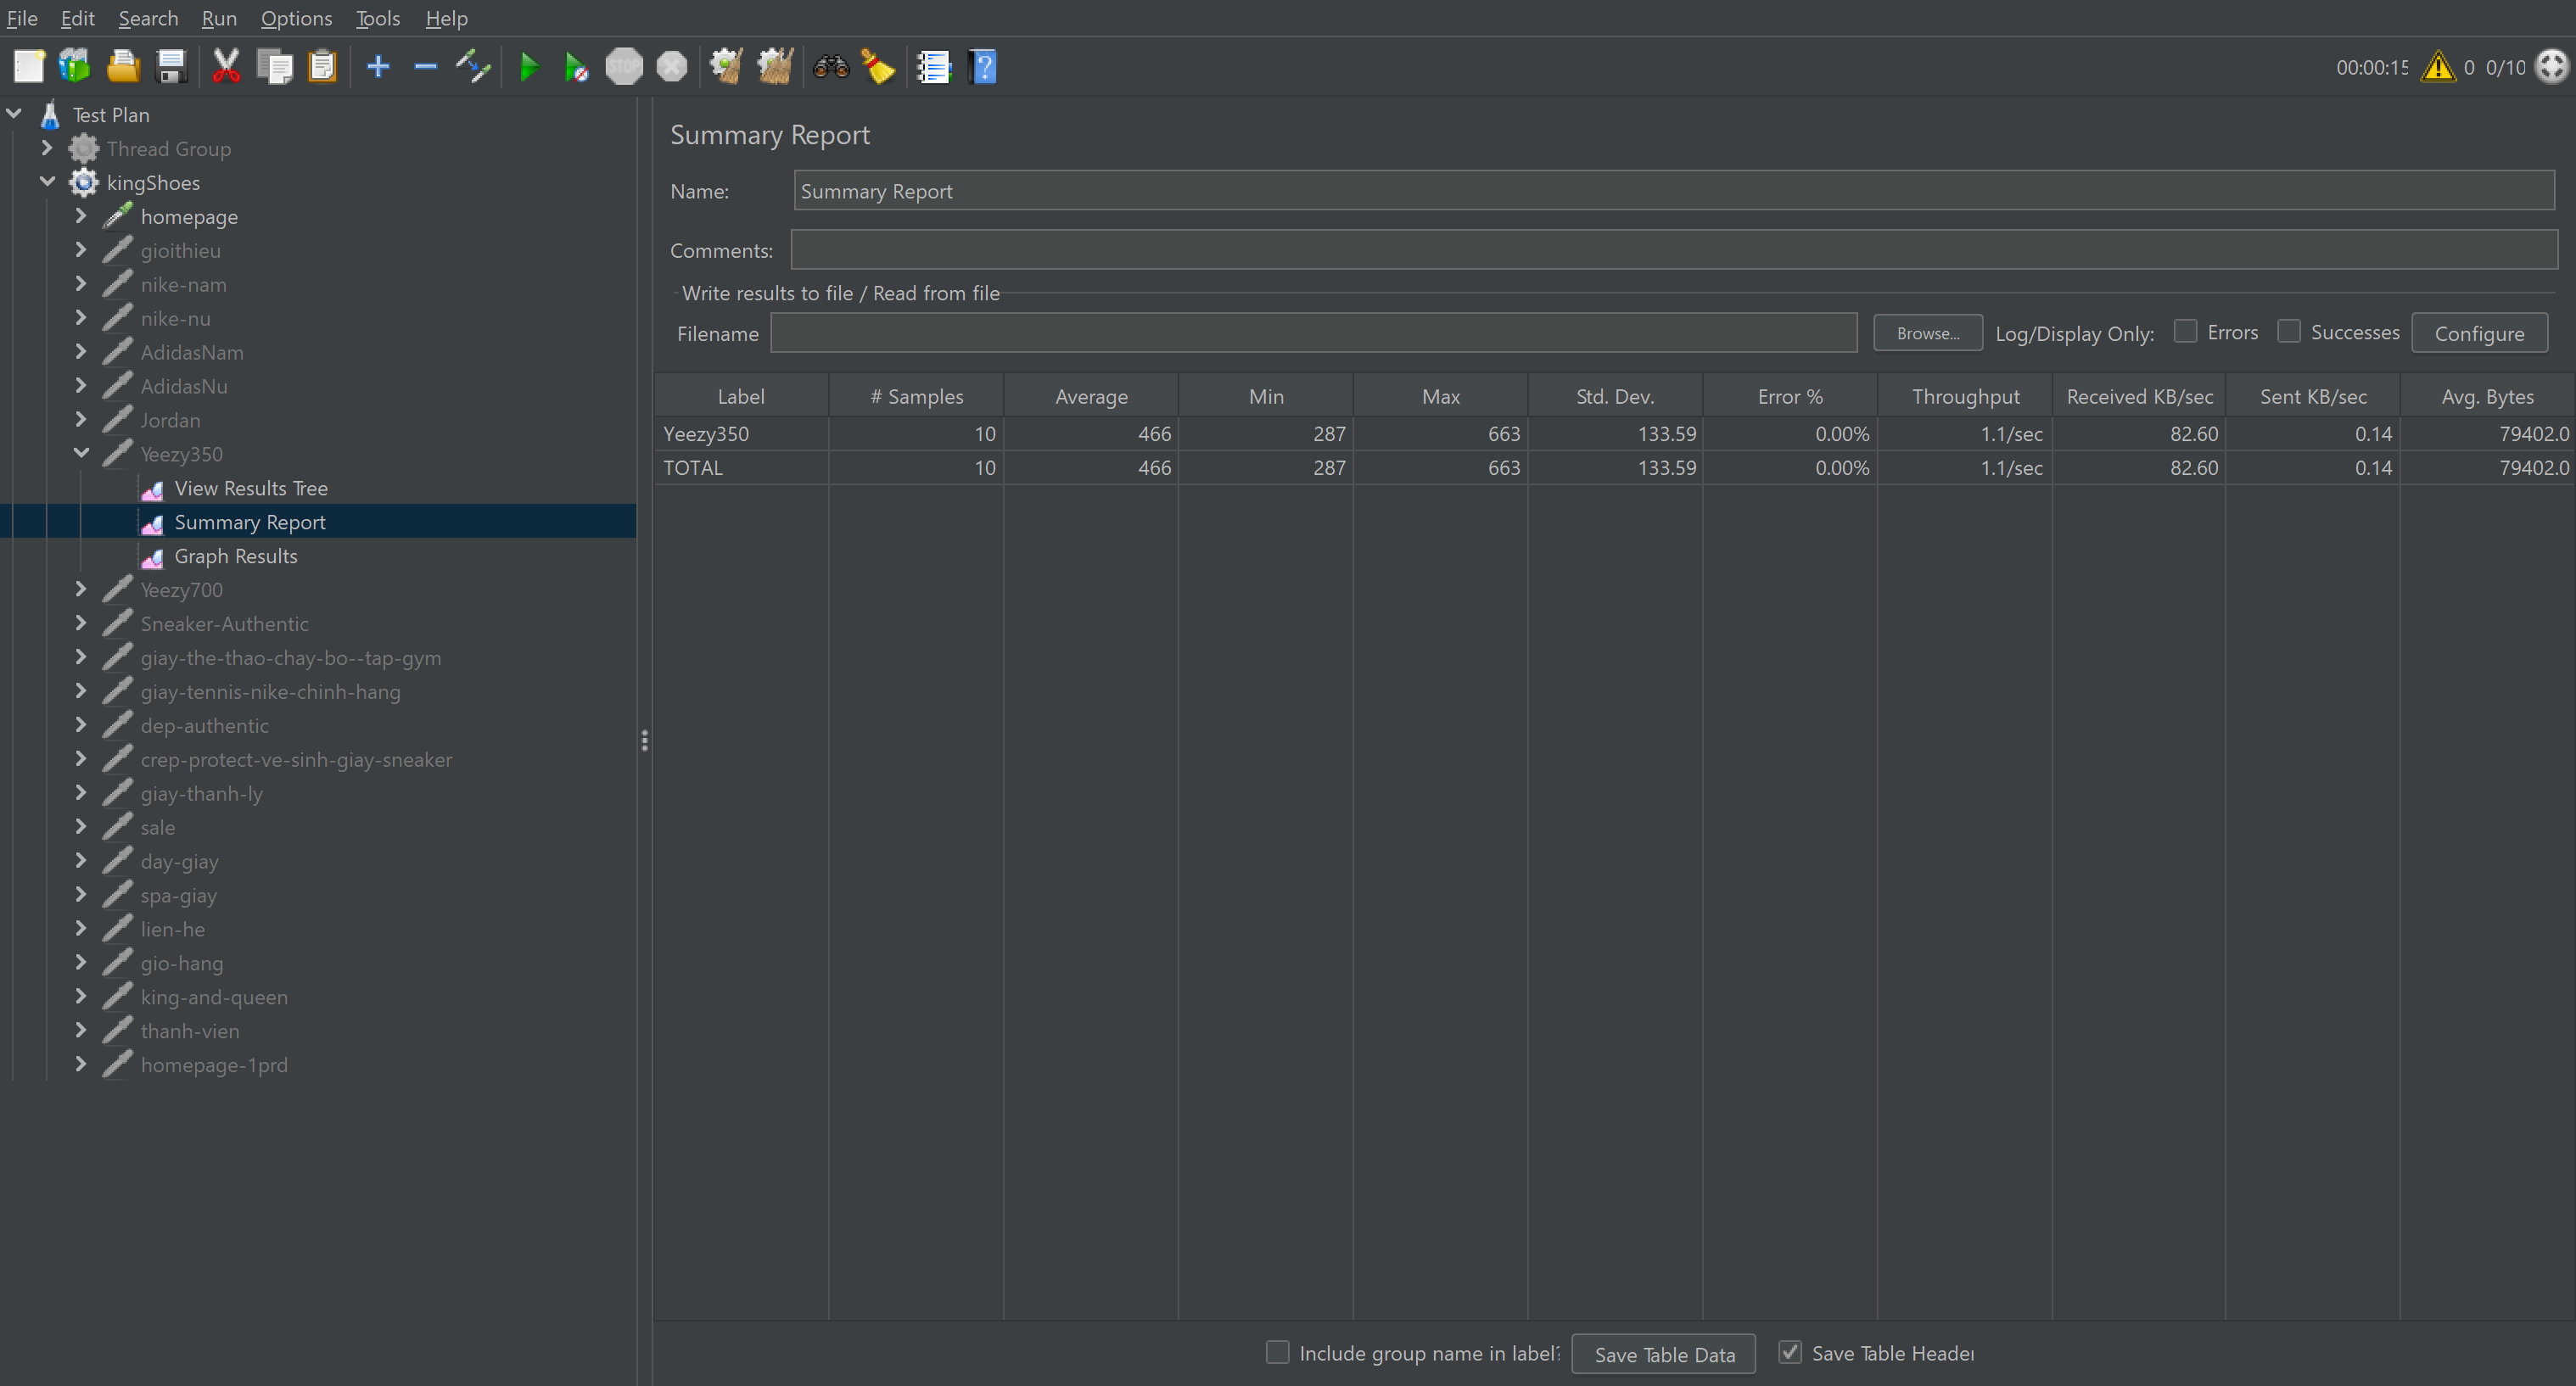 File Edit Search Run Options Tools Help
STOP
00:00:15 0 0/10
Test Plan
Thread Group
kingShoes
homepage
gioithieu
nike-nam
nike-nu
AdidasNam
AdidasNu
Jordan
Yeezy350
View Results Tree
Summary Report
Graph Results
Yeezy700
Sneaker-Authentic
giay-the-thao-chay-bo--tap-gym
giay-tennis-nike-chinh-hang
dep-authentic
crep-protect-ve-sinh-giay-sneaker
giay-thanh-ly
sale
day-giay
spa-giay
lien-he
gio-hang
king-and-queen
thanh-vien
homepage-1prd
Summary Report
Name: Summary Report
Comments:
Write results to file / Read from file
Filename Browse... Log/Display Only: Errors Successes Configure
Label # Samples Average Min Max Std. Dev. Error % Throughput Received KB/sec Sent KB/sec Avg. Bytes
Yeezy350 10 466 287 663 133.59 0.00% 1.1/sec 82.60 0.14 79402.0
TOTAL 10 466 287 663 133.59 0.00% 1.1/sec 82.60 0.14 79402.0
Include group name in label? Save Table Data Save Table Header